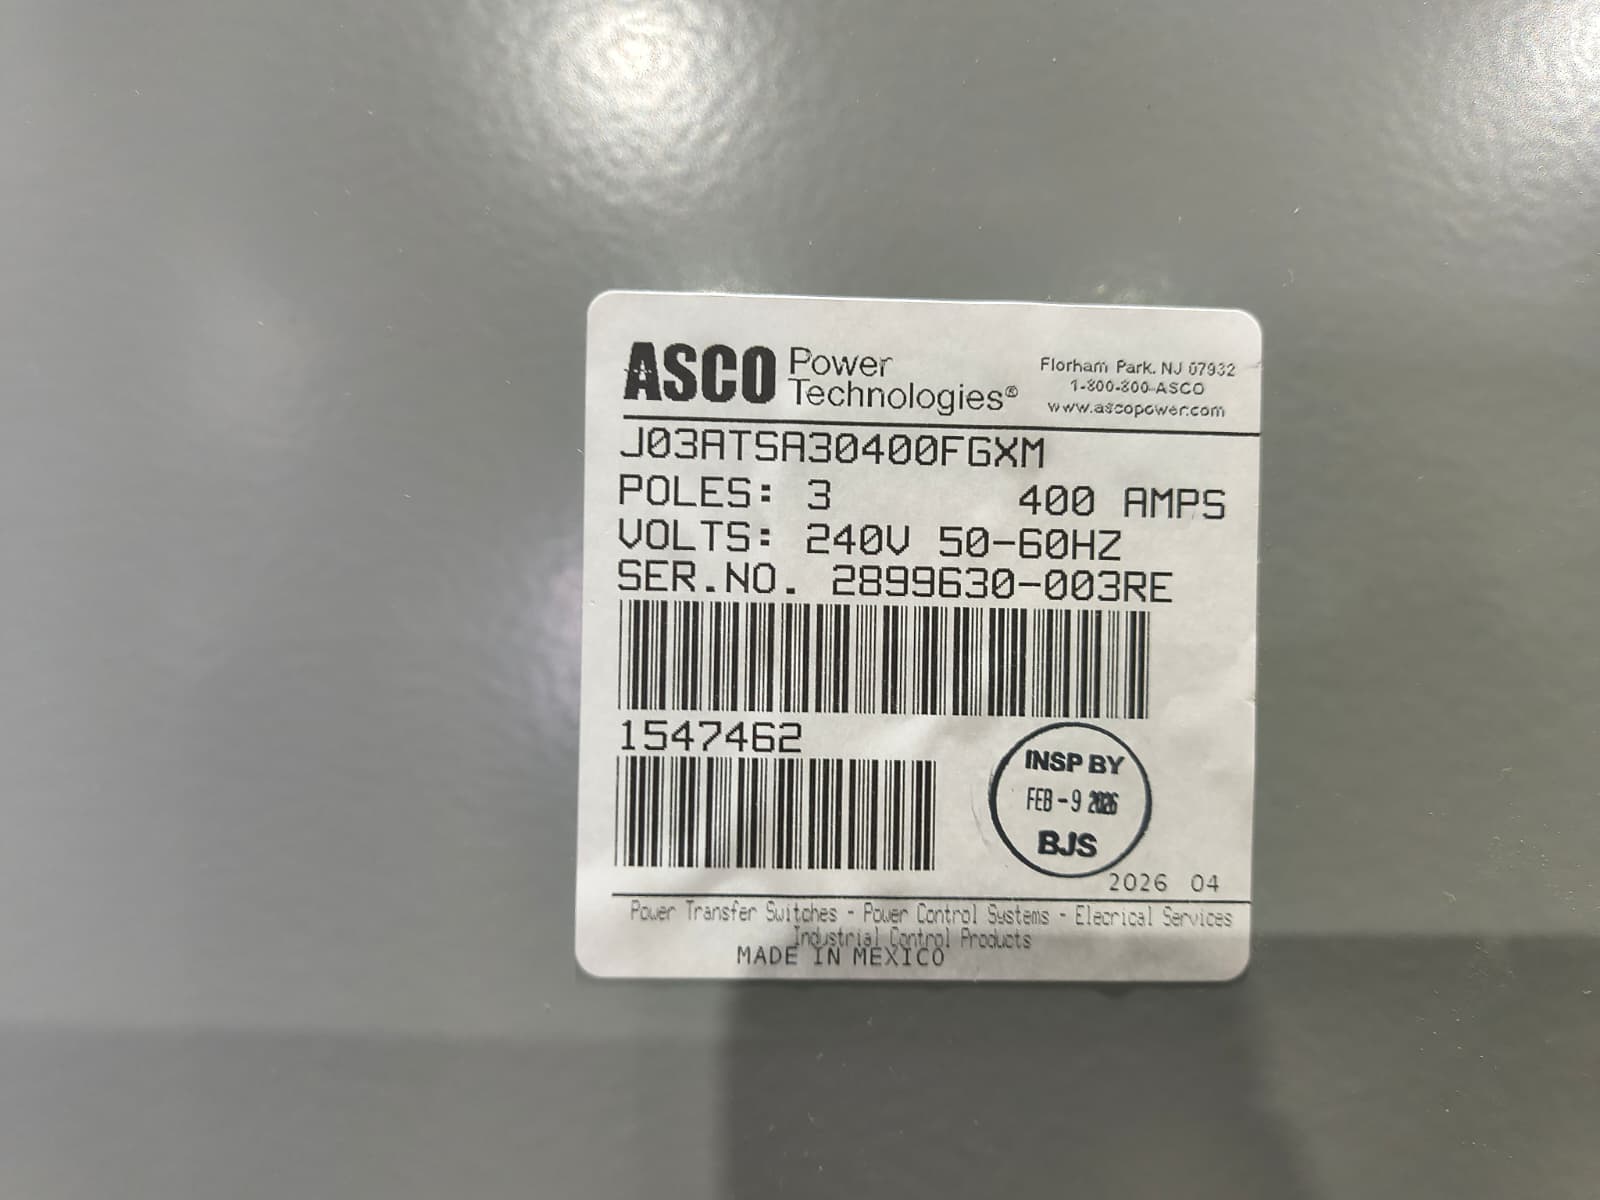 ASCO Power Technologies®
Florham Park. NJ 07932
1-800-800-ASCO
www.ascopower.com
J03ATSA30400FGXM
POLES: 3 400 AMPS
VOLTS: 240V 50-60HZ
SER.NO. 2899630-003RE
1547462
INSP BY
FEB -9 2026
BJS
2026 04
Power Transfer Switches - Power Control Systems - Elecrical Services
Industrial Control Products
MADE IN MEXICO